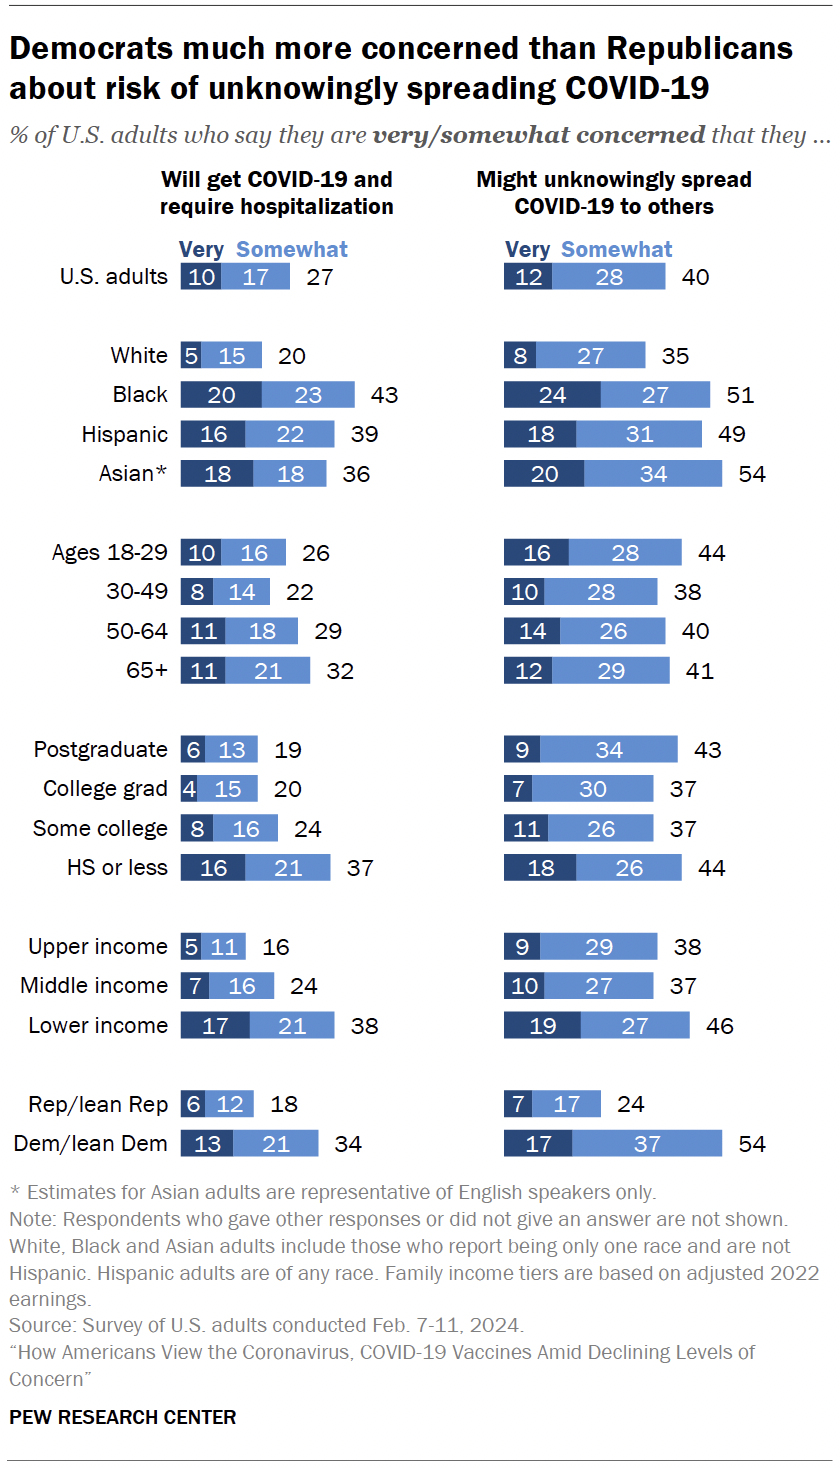 Democrats much more concerned than Republicans
about risk of unknowingly spreading COVID-19
% of U.S. adults who say they are very/somewhat concerned that they ...
Will get COVID-19 and
require hospitalization
Might unknowingly spread
COVID-19 to others
Very Somewhat Very Somewhat
U.S. adults 10 17 27 12 28 40
White 5 15 20 8 27 35
Black 20 23 43 24 27 51
Hispanic 16 22 39 18 31 49
Asian* 18 18 36 20 34 54
Ages 18-29 10 16 26 16 28 44
30-49 8 14 22 10 28 38
50-64 11 18 29 14 26 40
65+ 11 21 32 12 29 41
Postgraduate 6 13 19 9 34 43
College grad 4 15 20 7 30 37
Some college 8 16 24 11 26 37
HS or less 16 21 37 18 26 44
Upper income 5 11 16 9 29 38
Middle income 7 16 24 10 27 37
Lower income 17 21 38 19 27 46
Rep/lean Rep 6 12 18 7 17 24
Dem/lean Dem 13 21 34 17 37 54
* Estimates for Asian adults are representative of English speakers only.
Note: Respondents who gave other responses or did not give an answer are not shown.
White, Black and Asian adults include those who report being only one race and are not
Hispanic. Hispanic adults are of any race. Family income tiers are based on adjusted 2022
earnings.
Source: Survey of U.S. adults conducted Feb. 7-11, 2024.
“How Americans View the Coronavirus, COVID-19 Vaccines Amid Declining Levels of
Concern”
PEW RESEARCH CENTER